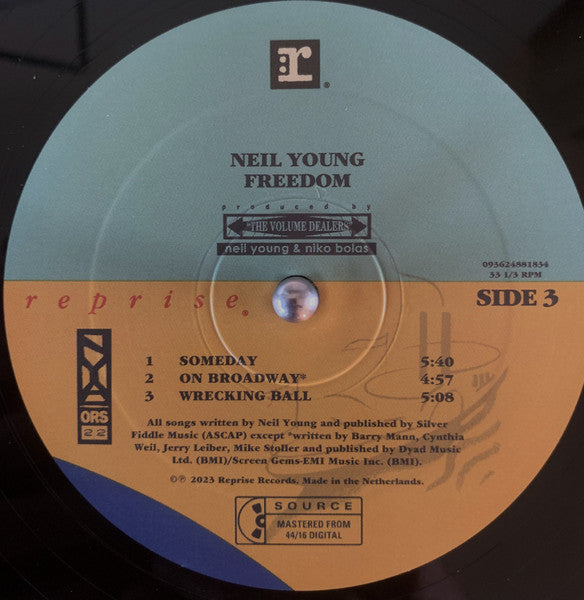 r®
NEIL YOUNG
FREEDOM
produced by
"THE VOLUME DEALERS"
neil young & niko bolas
093624881834
33 1/3 RPM
reprise®
SIDE 3
1 SOMEDAY 5:40
2 ON BROADWAY* 4:57
3 WRECKING BALL 5:08
NYA
ORS
22
All songs written by Neil Young and published by Silver
Fiddle Music (ASCAP) except *written by Barry Mann, Cynthia
Weil, Jerry Leiber, Mike Stoller and published by Dyad Music
Ltd. (BMI)/Screen Gems-EMI Music Inc. (BMI).
©℗ 2023 Reprise Records. Made in the Netherlands.
SOURCE
MASTERED FROM
44/16 DIGITAL